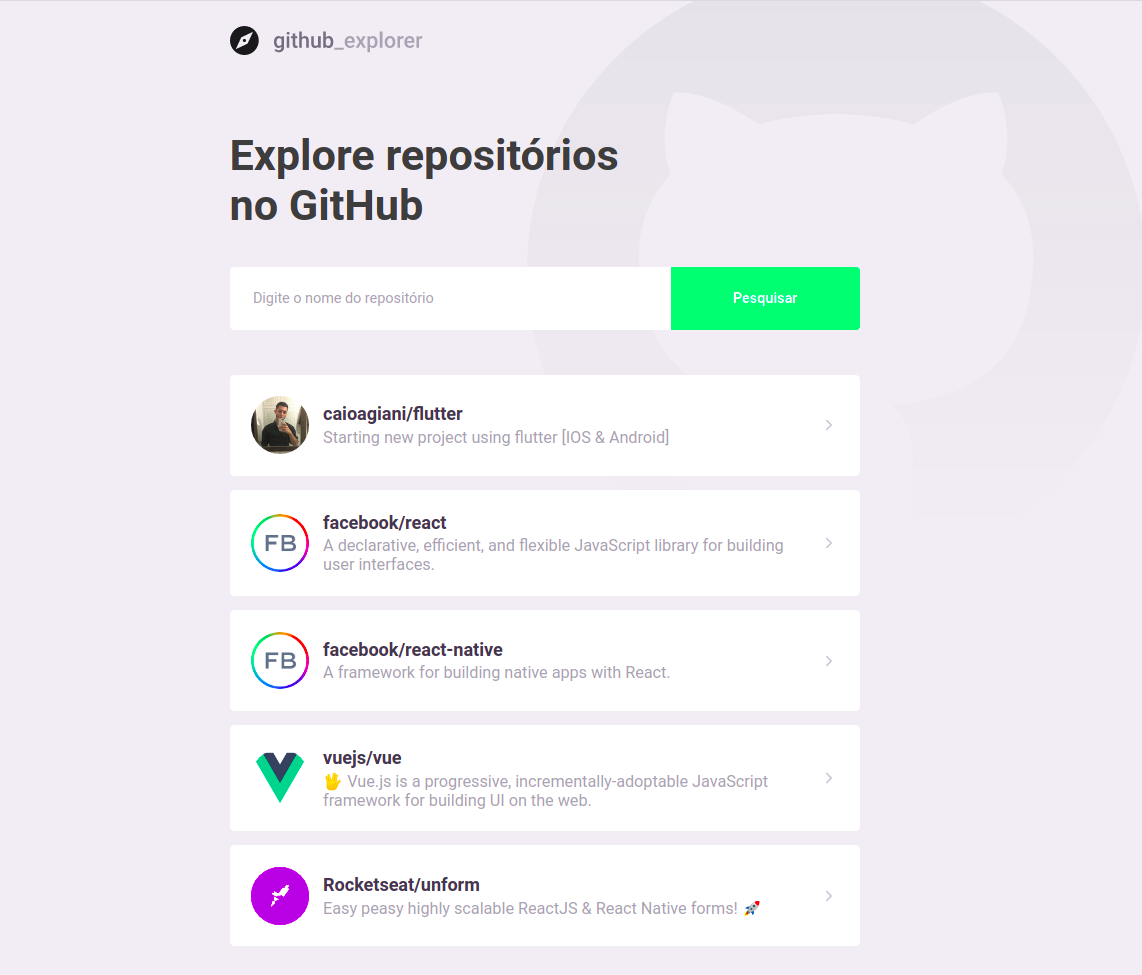 github_explorer
Explore repositórios
no GitHub
Digite o nome do repositório
Pesquisar
caioagiani/flutter
Starting new project using flutter [IOS & Android]
FB
facebook/react
A declarative, efficient, and flexible JavaScript library for building
user interfaces.
FB
facebook/react-native
A framework for building native apps with React.
vuejs/vue
🖖 Vue.js is a progressive, incrementally-adoptable JavaScript
framework for building UI on the web.
Rocketseat/unform
Easy peasy highly scalable ReactJS & React Native forms! 🚀